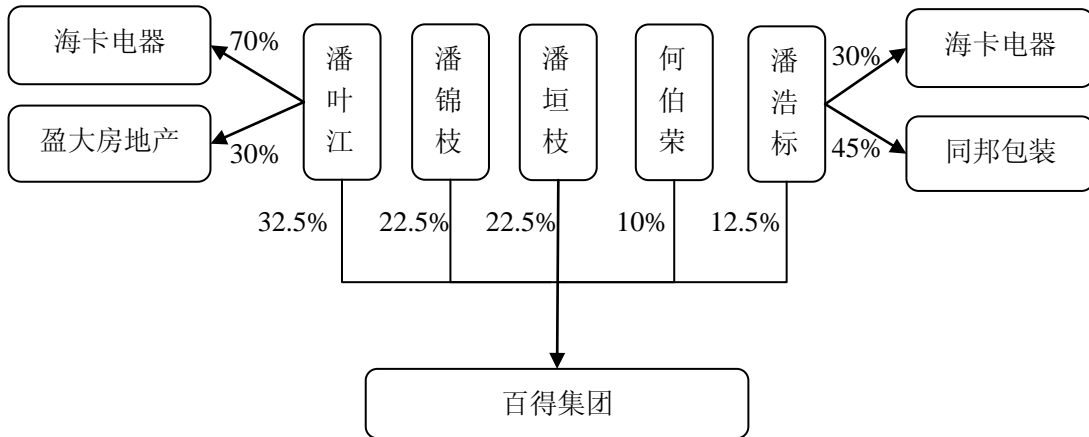 海卡电器
70%
盈大房地产
30%
潘叶江
潘锦枝
潘垣枝
何伯荣
潘浩标
30%
海卡电器
45%
同邦包装
32.5%
22.5%
22.5%
10%
12.5%
百得集团